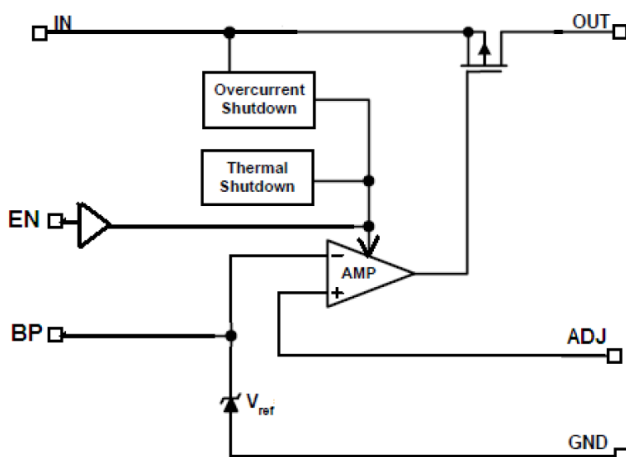 IN
OUT
Overcurrent
Shutdown
Thermal
Shutdown
EN
−
AMP
+
BP
ADJ
Vref
GND